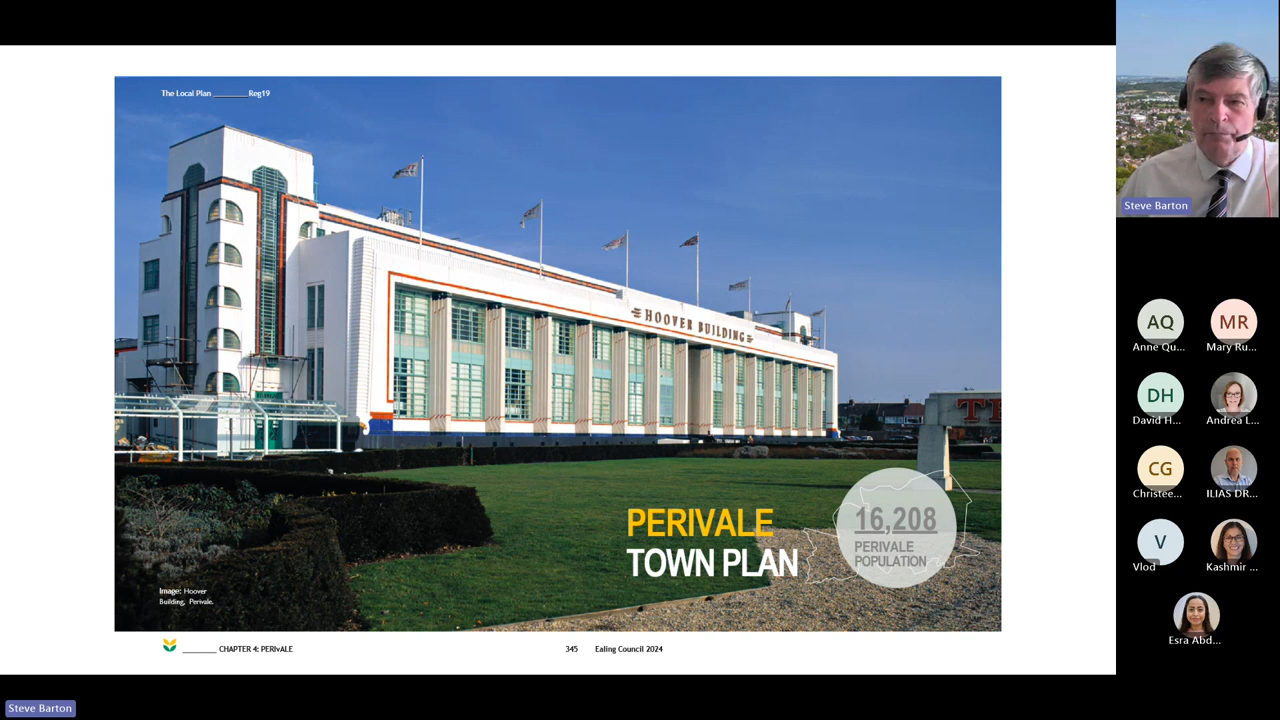 The Local Plan ________Reg19
HOOVER BUILDING
PERIVALE
TOWN PLAN
16,208
PERIVALE
POPULATION
Image: Hoover
Building, Perivale.
________ CHAPTER 4: PERIVALE
345 Ealing Council 2024
Steve Barton
AQ
Anne Qu...
MR
Mary Ru...
DH
David H...
Andrea L...
CG
Christee...
ILIAS DR...
V
Vlod
Kashmir ...
Esra Abd...
Steve Barton